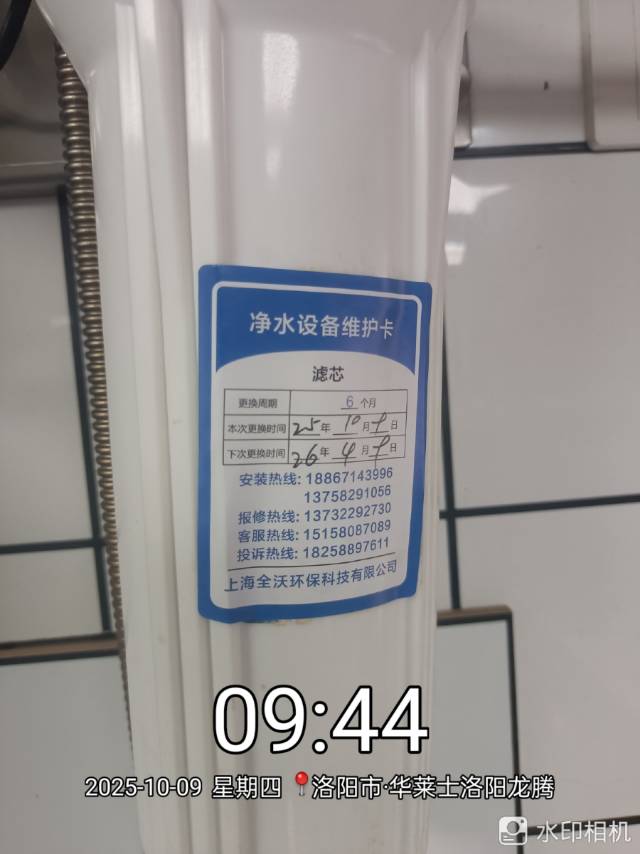 净水设备维护卡
滤芯
更换周期 6 个月
本次更换时间 25 年 10 月 9 日
下次更换时间 26 年 4 月 9 日
安装热线: 18867143996
13758291056
报修热线: 13732292730
客服热线: 15158087089
投诉热线: 18258897611
上海全沃环保科技有限公司
09:44
2025-10-09 星期四 洛阳市·华莱士洛阳龙腾
水印相机